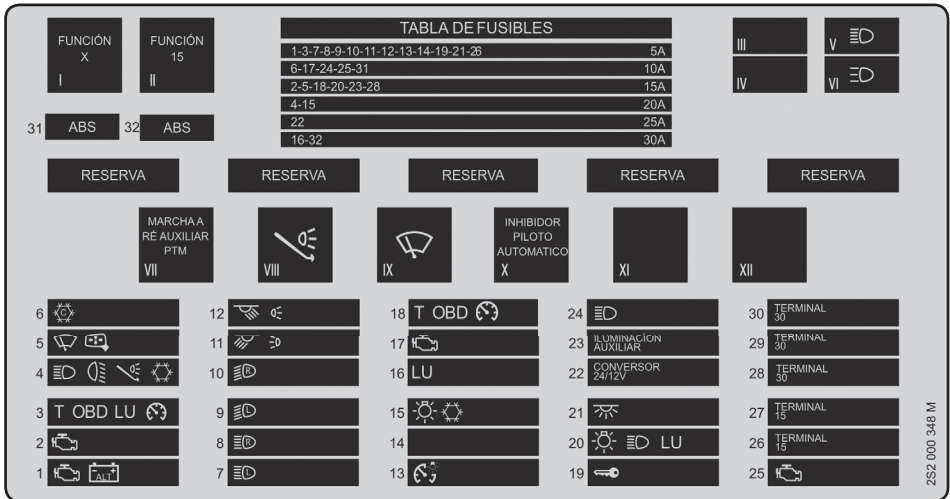 FUNCIÓN
X
I
FUNCIÓN
15
II
TABLA DE FUSIBLES
1-3-7-8-9-10-11-12-13-14-19-21-26 5A
6-17-24-25-31 10A
2-5-18-20-23-28 15A
4-15 20A
22 25A
16-32 30A
III
V
IV
VI
31 ABS
32 ABS
RESERVA
RESERVA
RESERVA
RESERVA
RESERVA
MARCHA A
RÉ AUXILIAR
PTM
VII
VIII
IX
INHIBIDOR
PILOTO
AUTOMATICO
X
XI
XII
6 C
5
4
3 T OBD LU
2
1 ALT
12
11
10 R
9 L
8 R
7 L
18 T OBD
17
16 LU
15
14
13
24
23 ILUMINACÍON
AUXILIAR
22 CONVERSOR
24/12V
21
20 LU
19
30 TERMINAL
30
29 TERMINAL
30
28 TERMINAL
30
27 TERMINAL
15
26 TERMINAL
15
25
2S2 000 348 M